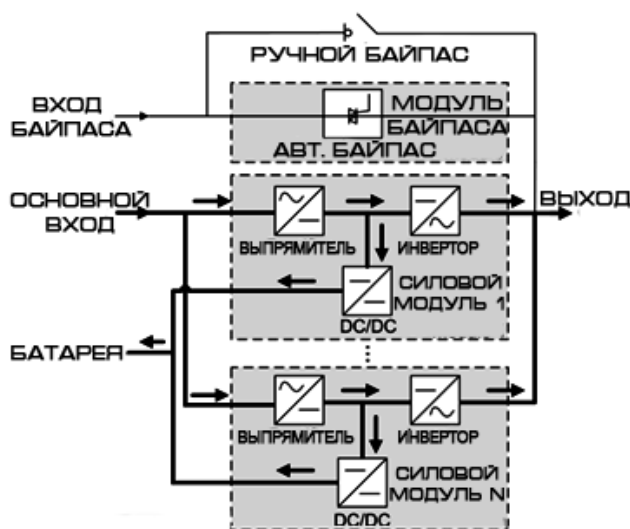 РУЧНОЙ БАЙПАС
ВХОД
БАЙПАСА
МОДУЛЬ
БАЙПАСА
АВТ. БАЙПАС
ОСНОВНОЙ
ВХОД
ВЫХОД
ВЫПРЯМИТЕЛЬ
ИНВЕРТОР
СИЛОВОЙ
МОДУЛЬ 1
DC/DC
БАТАРЕЯ
ВЫПРЯМИТЕЛЬ
ИНВЕРТОР
СИЛОВОЙ
МОДУЛЬ N
DC/DC